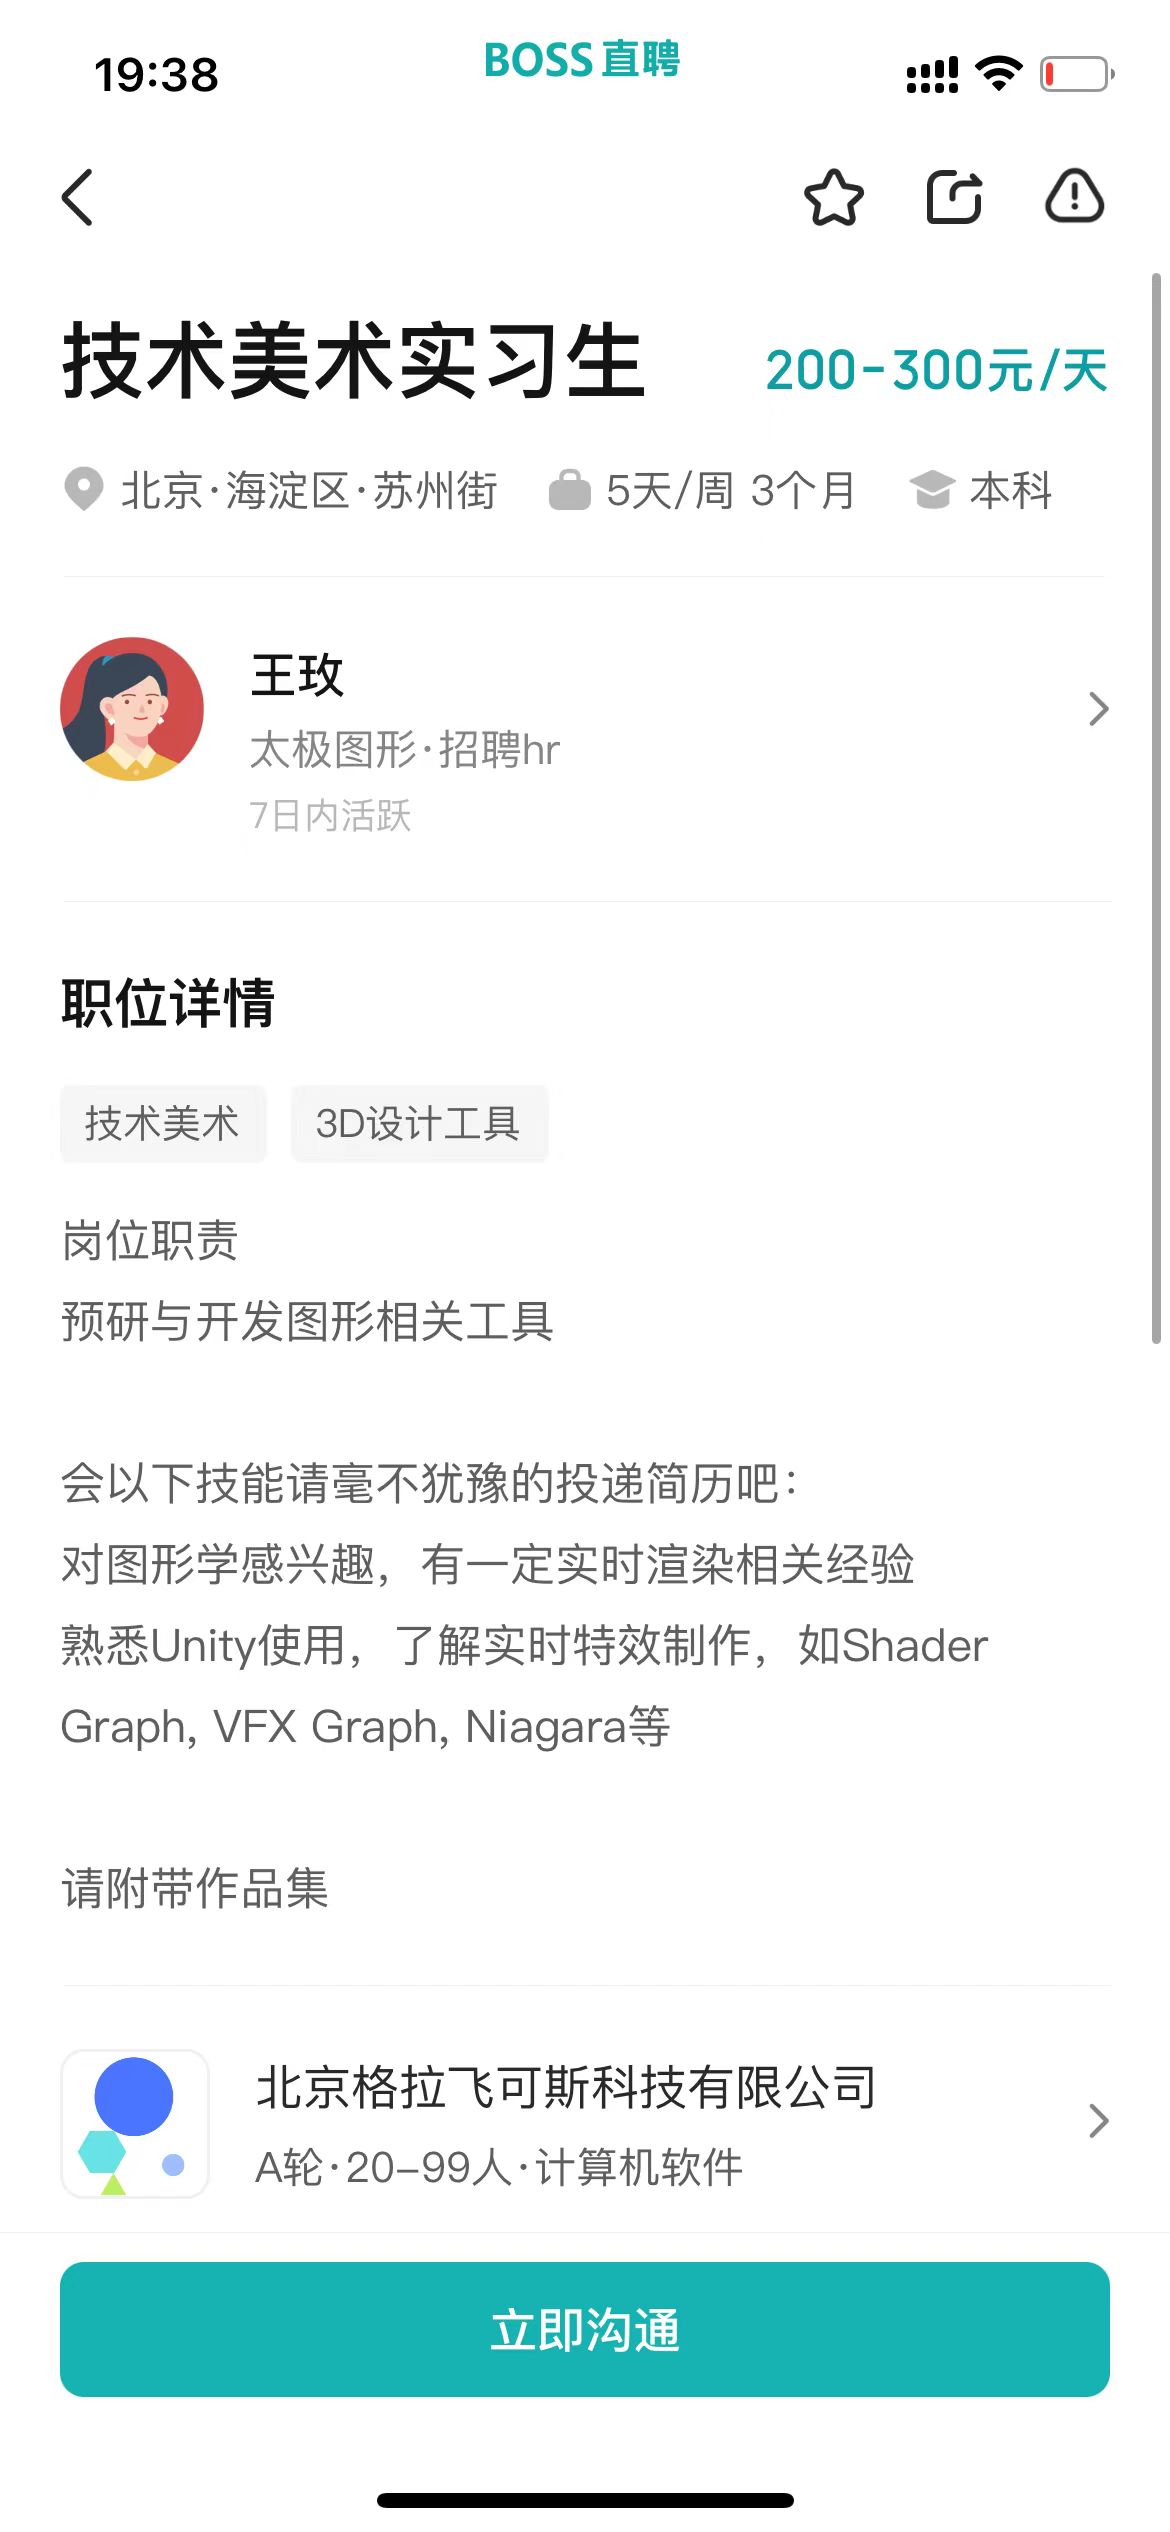 19:38
BOSS 直聘
技术美术实习生
200-300元/天
北京·海淀区·苏州街 5天/周 3个月 本科
王玫
太极图形·招聘hr
7日内活跃
职位详情
技术美术 3D设计工具
岗位职责
预研与开发图形相关工具
会以下技能请毫不犹豫的投递简历吧：
对图形学感兴趣，有一定实时渲染相关经验
熟悉Unity使用，了解实时特效制作，如Shader
Graph, VFX Graph, Niagara等
请附带作品集
北京格拉飞可斯科技有限公司
A轮·20-99人·计算机软件
立即沟通